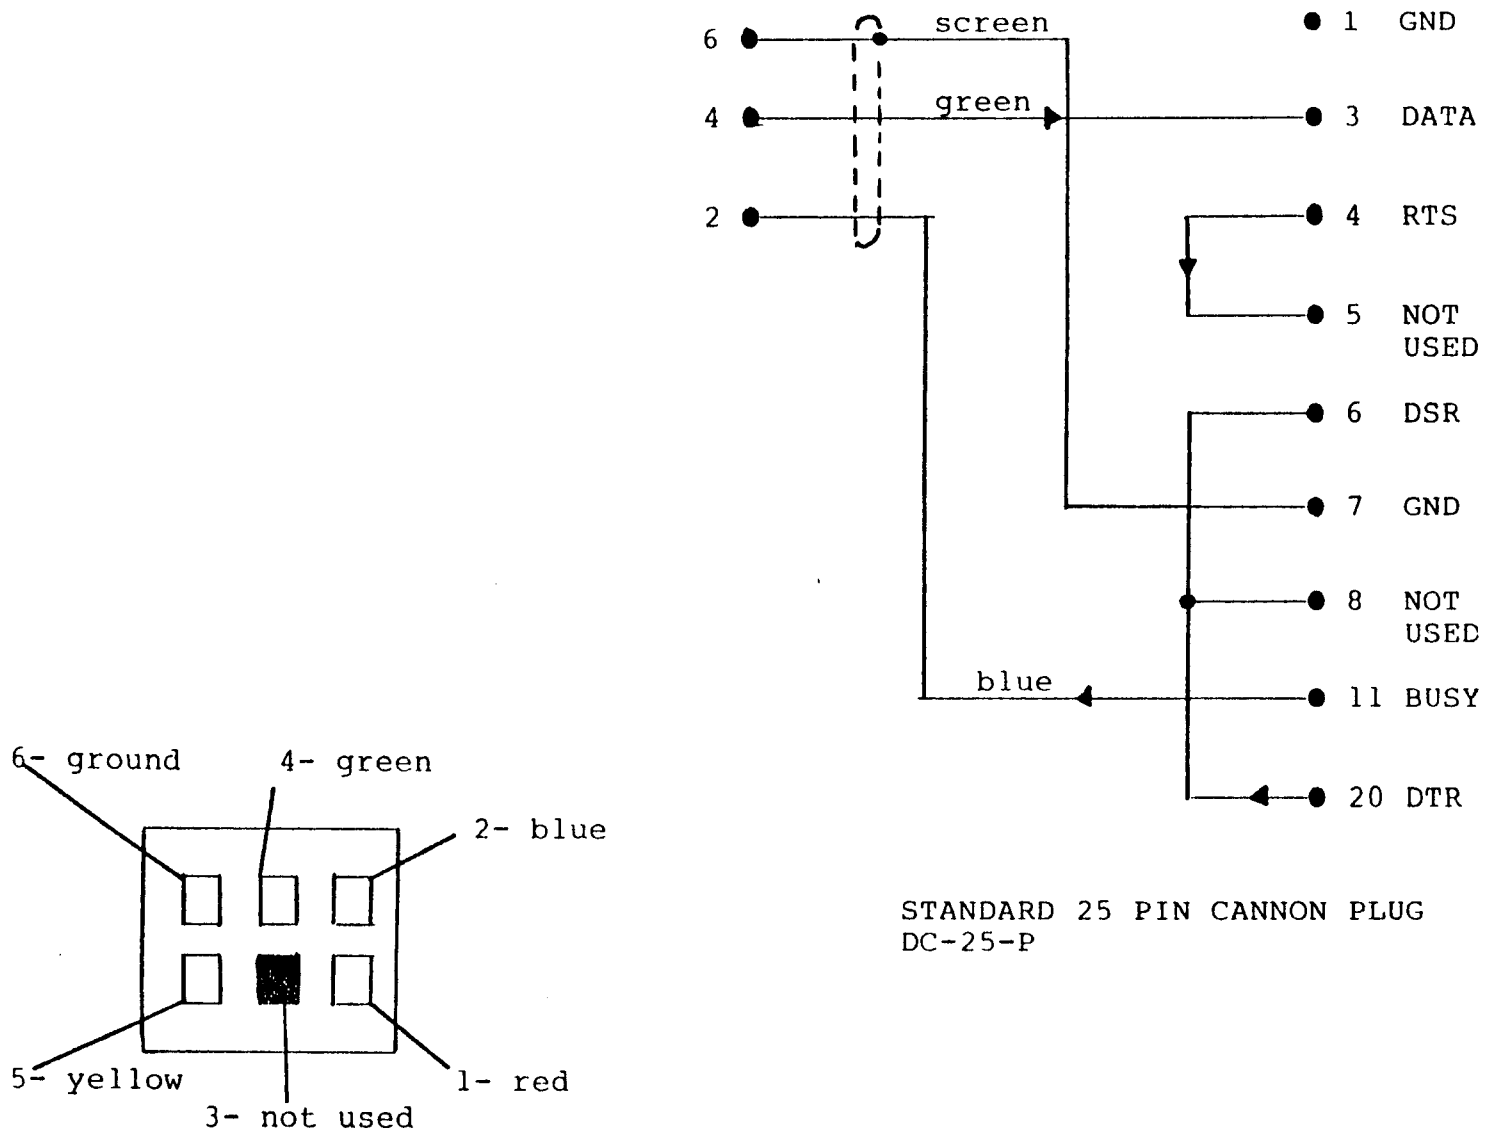 screen
1 GND
6
green
4
3 DATA
2
4 RTS
5 NOT
USED
6 DSR
7 GND
8 NOT
USED
blue
11 BUSY
20 DTR
STANDARD 25 PIN CANNON PLUG
DC-25-P
6- ground
4- green
2- blue
5- yellow
1- red
3- not used